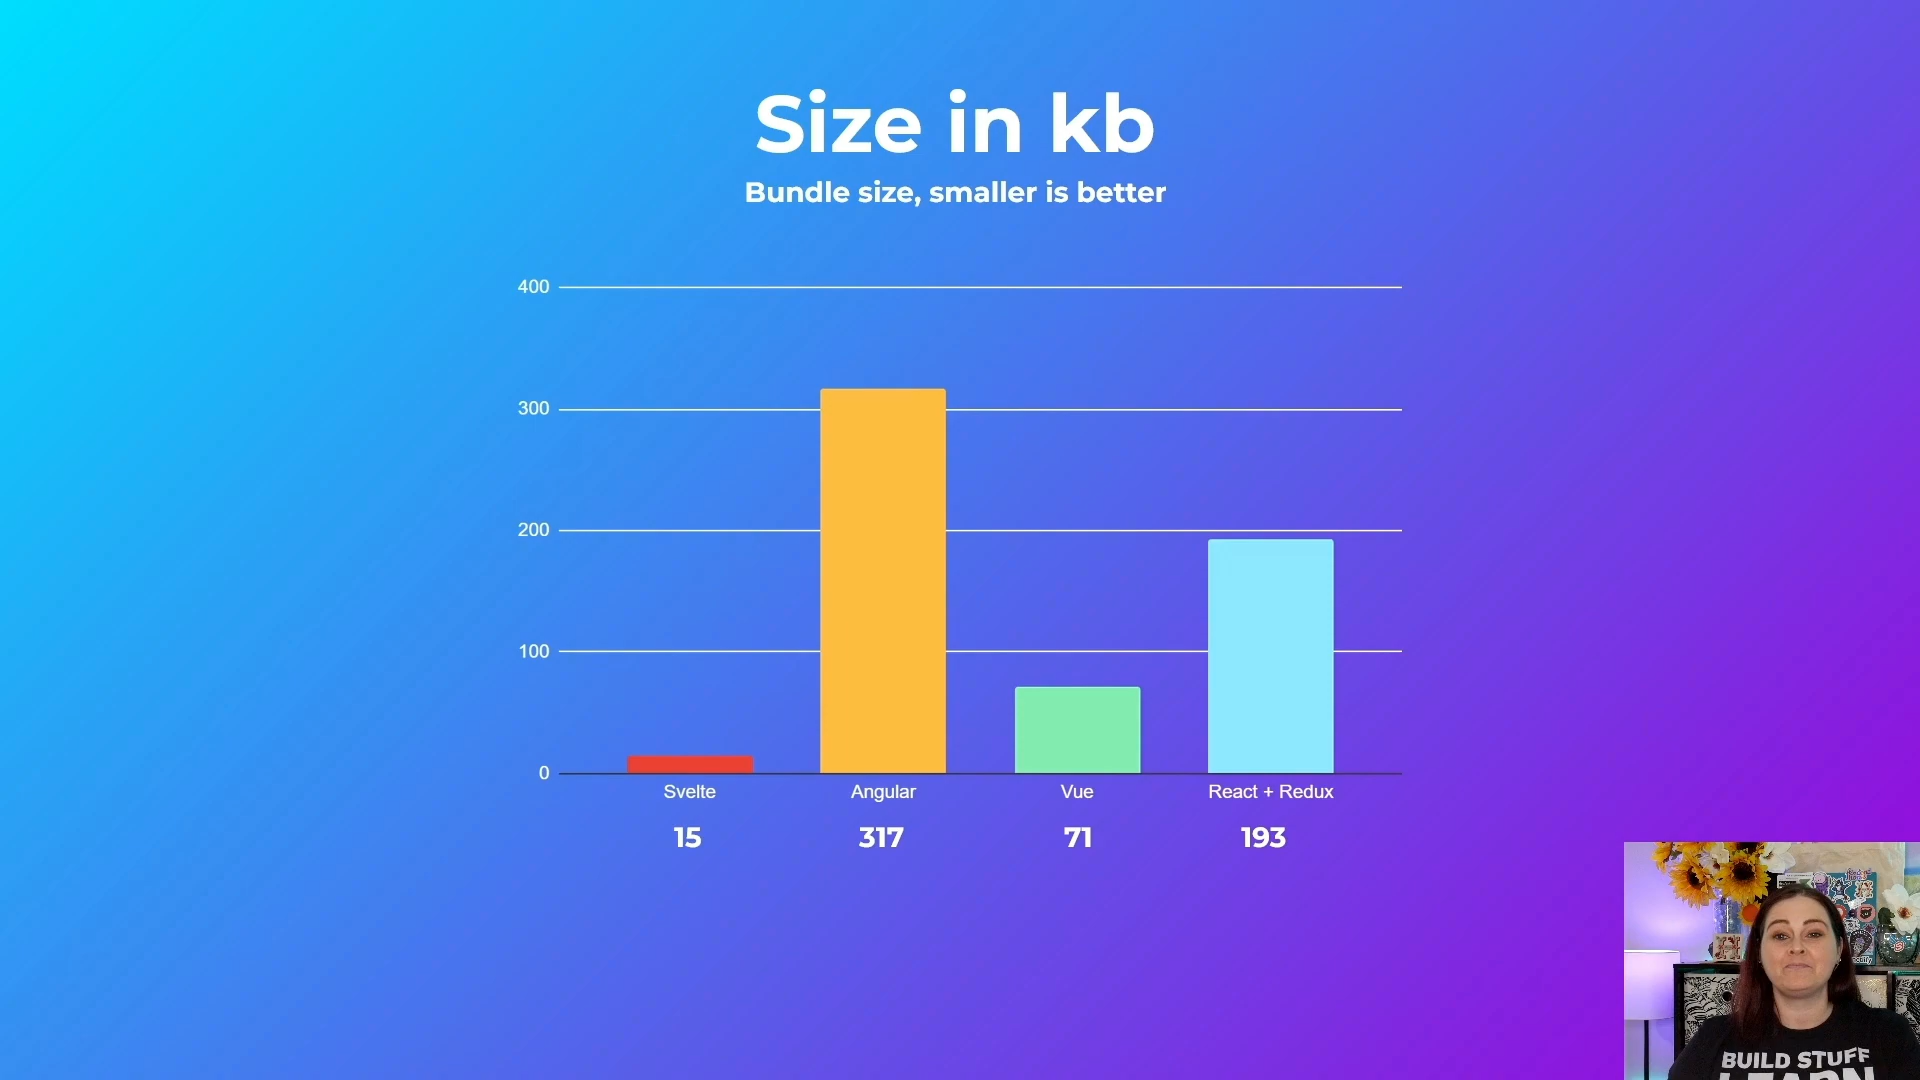 Size in kb
Bundle size, smaller is better
400
300
200
100
0
Svelte
Angular
Vue
React + Redux
15
317
71
193
BUILD STUFF
LEARN